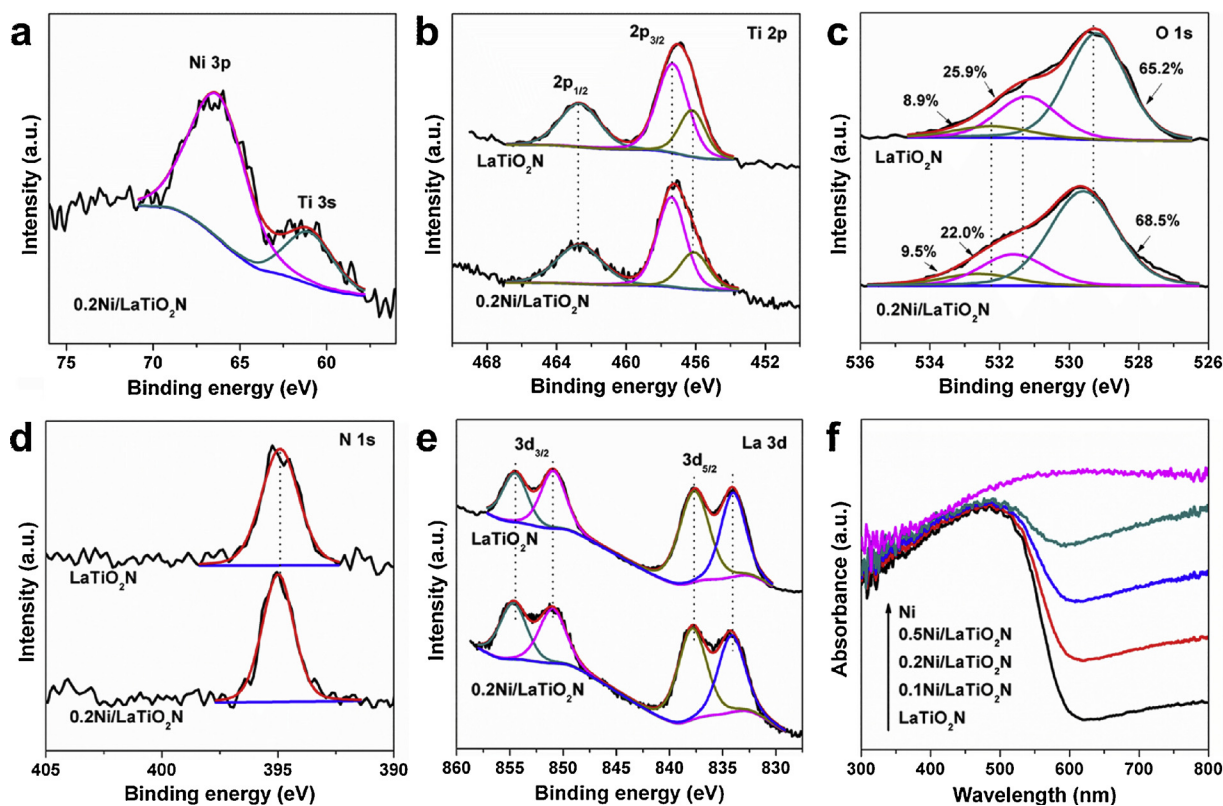 a
Ni 3p
Ti 3s
0.2Ni/LaTiO2N
Intensity (a.u.)
75 70 65 60
Binding energy (eV)
b
Ti 2p
2p3/2
2p1/2
LaTiO2N
0.2Ni/LaTiO2N
Intensity (a.u.)
468 464 460 456 452
Binding energy (eV)
c
O 1s
25.9%
65.2%
8.9%
LaTiO2N
22.0%
68.5%
9.5%
0.2Ni/LaTiO2N
Intensity (a.u.)
536 534 532 530 528 526
Binding energy (eV)
d
N 1s
LaTiO2N
0.2Ni/LaTiO2N
Intensity (a.u.)
405 400 395 390
Binding energy (eV)
e
La 3d
3d3/2
3d5/2
LaTiO2N
0.2Ni/LaTiO2N
Intensity (a.u.)
860 855 850 845 840 835 830
Binding energy (eV)
f
Ni
0.5Ni/LaTiO2N
0.2Ni/LaTiO2N
0.1Ni/LaTiO2N
LaTiO2N
Absorbance (a.u.)
300 400 500 600 700 800
Wavelength (nm)